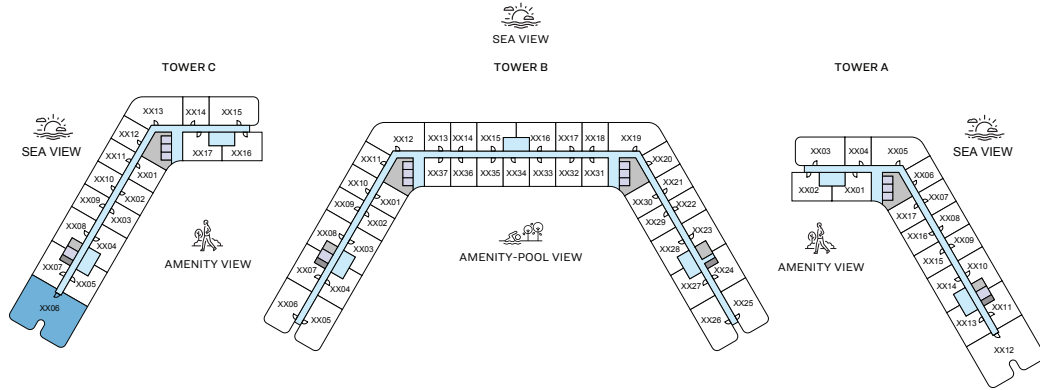 SEA VIEW
TOWER C
TOWER B
TOWER A
SEA VIEW
XX13
XX14
XX15
XX12
XX11
XX10
XX09
XX08
XX07
XX06
XX05
XX04
XX03
XX02
XX01
XX17
XX16
AMENITY VIEW
XX12
XX13
XX14
XX15
XX16
XX17
XX18
XX19
XX11
XX10
XX09
XX08
XX07
XX06
XX05
XX04
XX03
XX02
XX01
XX37
XX36
XX35
XX34
XX33
XX32
XX31
XX30
XX29
XX28
XX27
XX26
XX20
XX21
XX22
XX23
XX24
XX25
AMENITY-POOL VIEW
XX03
XX04
XX05
XX02
XX01
XX06
XX07
XX08
XX09
XX10
XX11
XX12
XX17
XX16
XX15
XX14
XX13
SEA VIEW
AMENITY VIEW